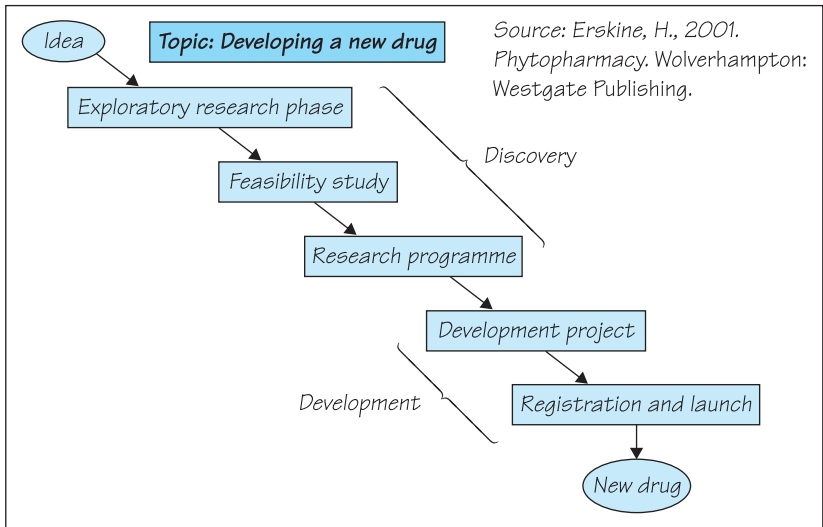 Idea
Topic: Developing a new drug
Source: Erskine, H., 2001.
Phytopharmacy. Wolverhampton:
Westgate Publishing.
Exploratory research phase
Discovery
Feasibility study
Research programme
Development project
Development
Registration and launch
New drug